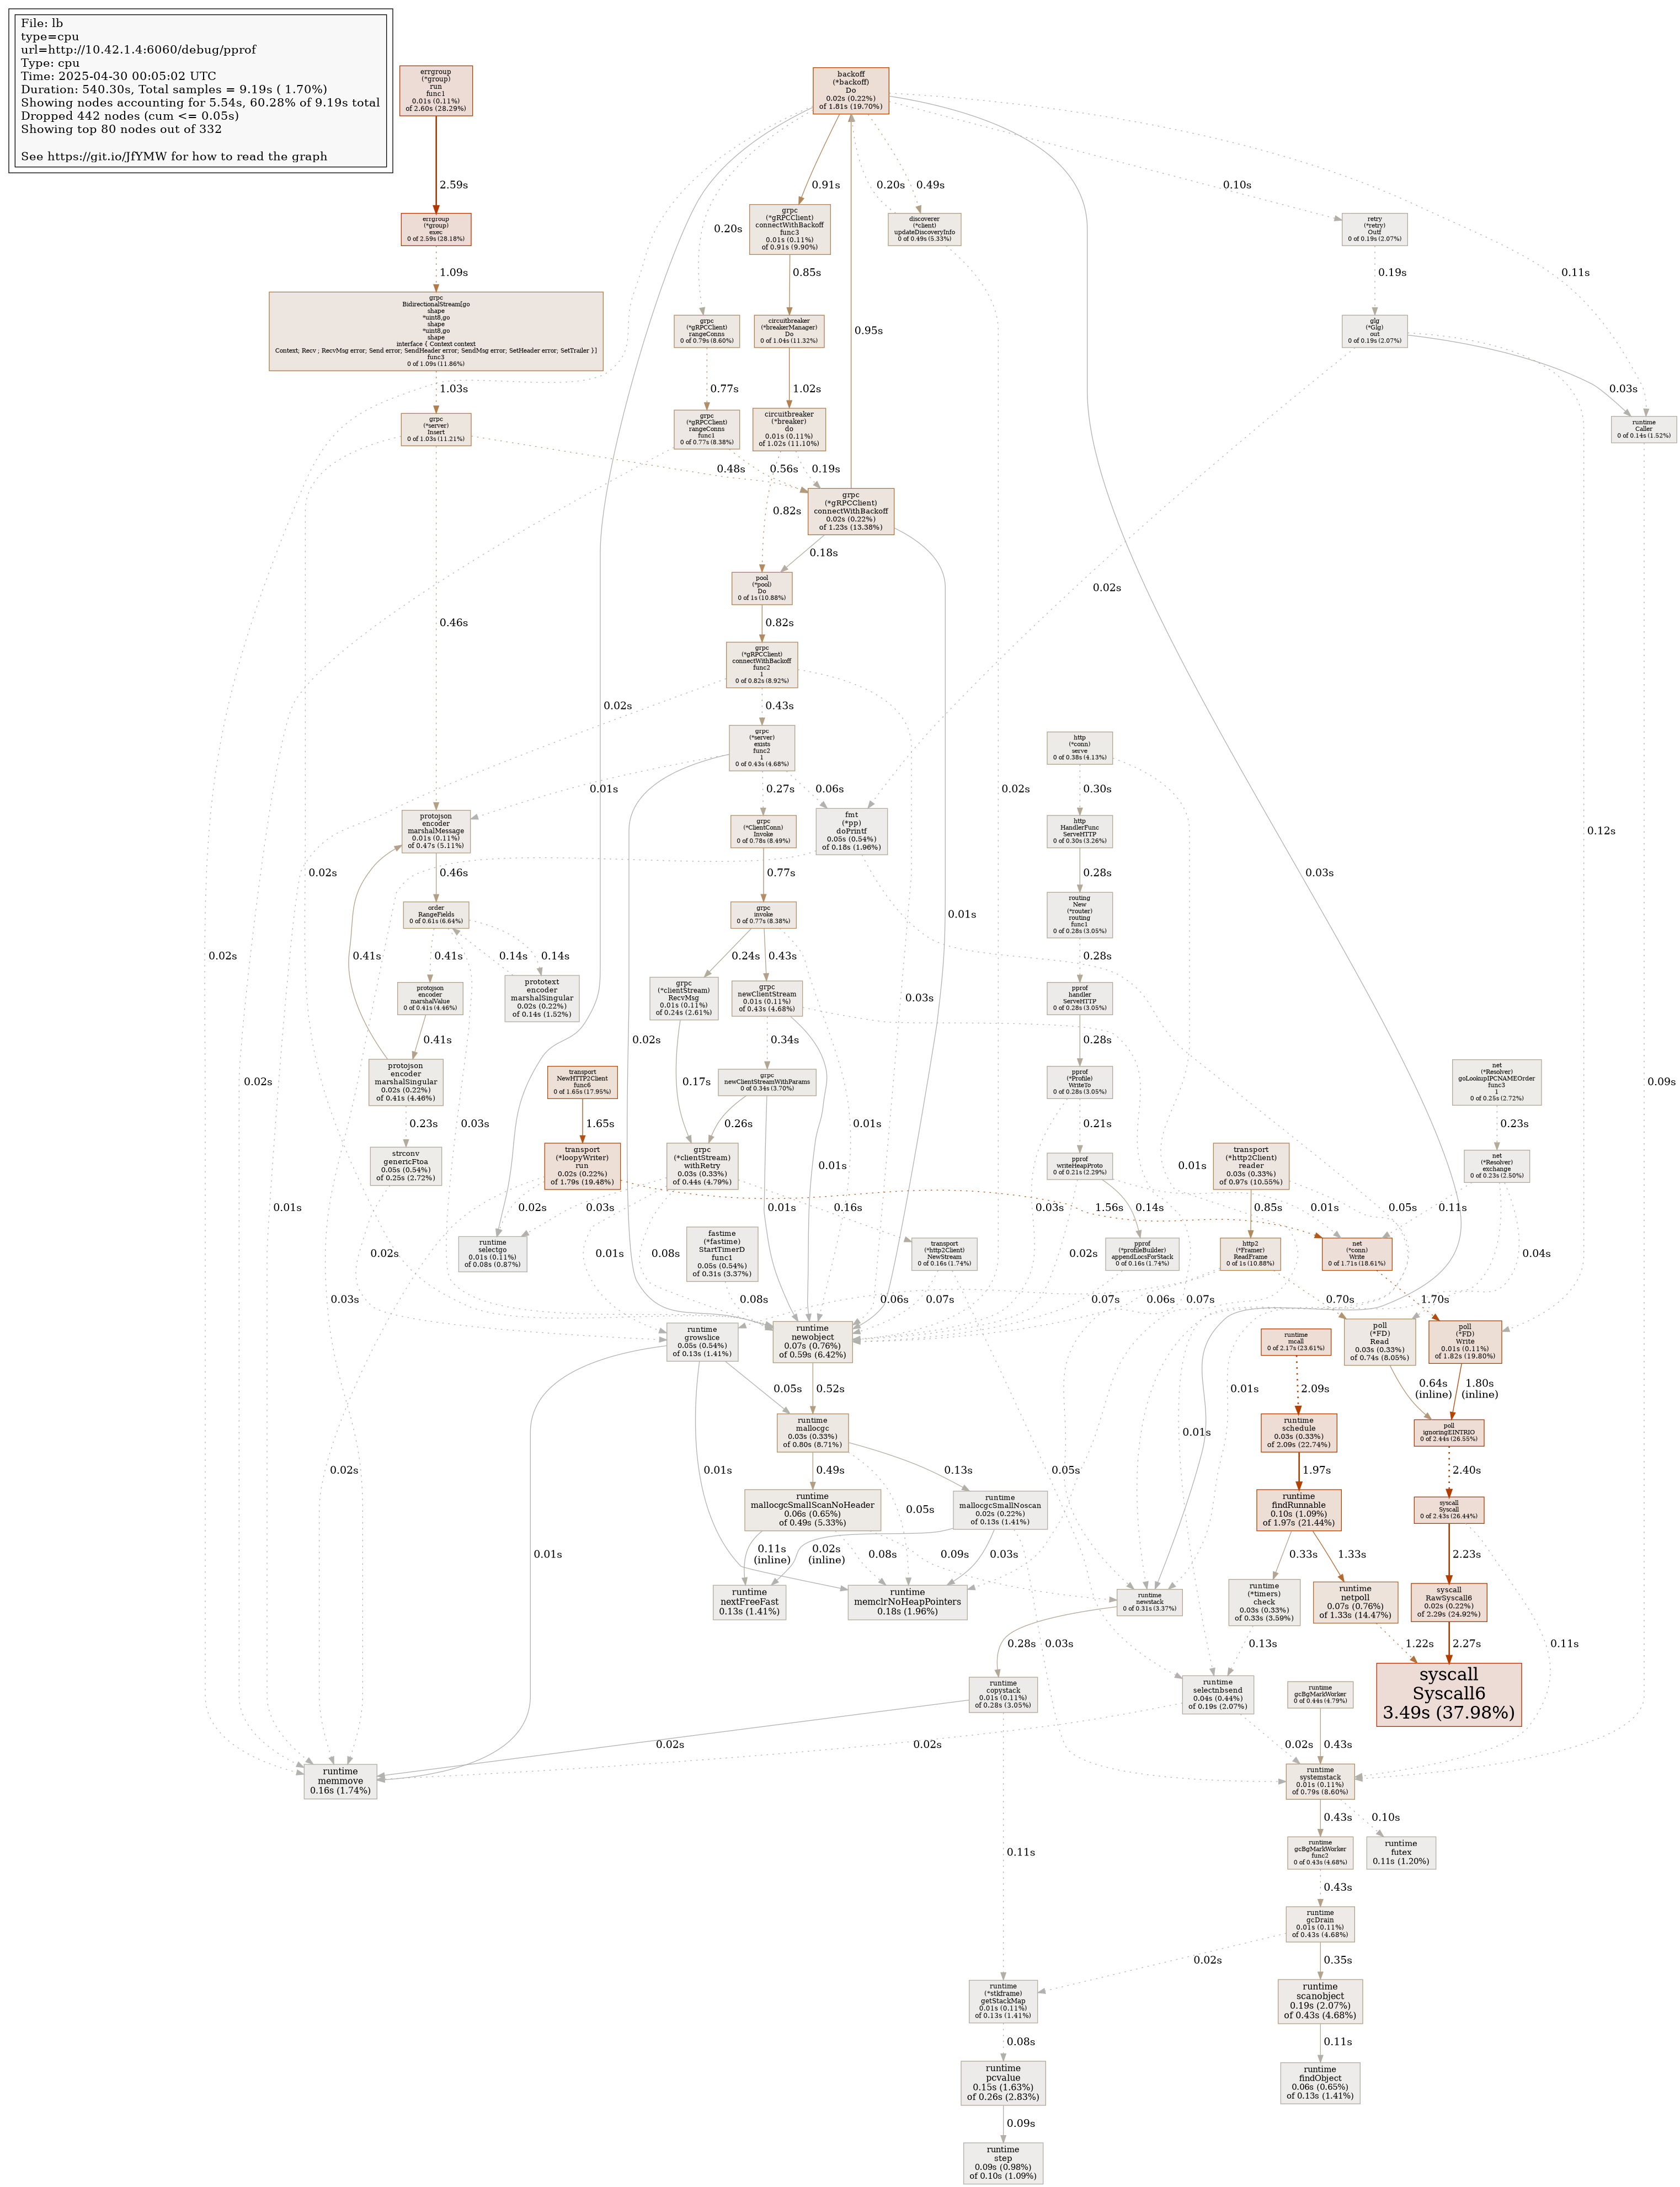 File: lb
type=cpu
url=http://10.42.1.4:6060/debug/pprof
Type: cpu
Time: 2025-04-30 00:05:02 UTC
Duration: 540.30s, Total samples = 9.19s ( 1.70%)
Showing nodes accounting for 5.54s, 60.28% of 9.19s total
Dropped 442 nodes (cum <= 0.05s)
Showing top 80 nodes out of 332
See https://git.io/JfYMW for how to read the graph
errgroup
(*group)
run
func1
0.01s (0.11%)
of 2.60s (28.29%)
backoff
(*backoff)
Do
0.02s (0.22%)
of 1.81s (19.70%)
2.59s
0.91s
0.20s
0.49s
0.10s
0.11s
0.20s
errgroup
(*group)
exec
0 of 2.59s (28.18%)
grpc
(*gRPCClient)
connectWithBackoff
func3
0.01s (0.11%)
of 0.91s (9.90%)
discoverer
(*client)
updateDiscoveryInfo
0 of 0.49s (5.33%)
retry
(*retry)
Outf
0 of 0.19s (2.07%)
1.09s
0.85s
0.19s
grpc
BidirectionalStream[go
shape
*uint8,go
shape
*uint8,go
shape
interface { Context context
Context; Recv ; RecvMsg error; Send error; SendHeader error; SendMsg error; SetHeader error; SetTrailer }]
func3
0 of 1.09s (11.86%)
grpc
(*gRPCClient)
rangeConns
0 of 0.79s (8.60%)
circuitbreaker
(*breakerManager)
Do
0 of 1.04s (11.32%)
0.95s
glg
(*Glg)
out
0 of 0.19s (2.07%)
1.03s
0.77s
1.02s
0.03s
grpc
(*server)
Insert
0 of 1.03s (11.21%)
grpc
(*gRPCClient)
rangeConns
func1
0 of 0.77s (8.38%)
circuitbreaker
(*breaker)
do
0.01s (0.11%)
of 1.02s (11.10%)
runtime
Caller
0 of 0.14s (1.52%)
0.48s
0.56s
0.19s
0.82s
grpc
(*gRPCClient)
connectWithBackoff
0.02s (0.22%)
of 1.23s (13.38%)
0.18s
0.02s
pool
(*pool)
Do
0 of 1s (10.88%)
0.46s
0.82s
grpc
(*gRPCClient)
connectWithBackoff
func2
1
0 of 0.82s (8.92%)
0.02s
0.43s
grpc
(*server)
exists
func2
1
0 of 0.43s (4.68%)
http
(*conn)
serve
0 of 0.38s (4.13%)
0.01s
0.27s
0.06s
0.02s
0.30s
0.12s
protojson
encoder
marshalMessage
0.01s (0.11%)
of 0.47s (5.11%)
grpc
(*ClientConn)
Invoke
0 of 0.78s (8.49%)
fmt
(*pp)
doPrintf
0.05s (0.54%)
of 0.18s (1.96%)
http
HandlerFunc
ServeHTTP
0 of 0.30s (3.26%)
0.02s
0.46s
0.77s
0.28s
0.03s
order
RangeFields
0 of 0.61s (6.64%)
grpc
invoke
0 of 0.77s (8.38%)
routing
New
(*router)
routing
func1
0 of 0.28s (3.05%)
0.01s
0.02s
0.02s
0.41s
0.41s
0.14s
0.14s
0.24s
0.43s
0.28s
protojson
encoder
marshalValue
0 of 0.41s (4.46%)
prototext
encoder
marshalSingular
0.02s (0.22%)
of 0.14s (1.52%)
grpc
(*clientStream)
RecvMsg
0.01s (0.11%)
of 0.24s (2.61%)
grpc
newClientStream
0.01s (0.11%)
of 0.43s (4.68%)
0.03s
pprof
handler
ServeHTTP
0 of 0.28s (3.05%)
0.41s
0.02s
0.34s
0.28s
protojson
encoder
marshalSingular
0.02s (0.22%)
of 0.41s (4.46%)
transport
NewHTTP2Client
func6
0 of 1.65s (17.95%)
0.17s
grpc
newClientStreamWithParams
0 of 0.34s (3.70%)
pprof
(*Profile)
WriteTo
0 of 0.28s (3.05%)
net
(*Resolver)
goLookupIPCNAMEOrder
func3
1
0 of 0.25s (2.72%)
0.09s
0.23s
0.03s
1.65s
0.26s
0.01s
0.21s
0.23s
strconv
genericFtoa
0.05s (0.54%)
of 0.25s (2.72%)
transport
(*loopyWriter)
run
0.02s (0.22%)
of 1.79s (19.48%)
grpc
(*clientStream)
withRetry
0.03s (0.33%)
of 0.44s (4.79%)
0.01s
pprof
writeHeapProto
0 of 0.21s (2.29%)
0.01s
transport
(*http2Client)
reader
0.03s (0.33%)
of 0.97s (10.55%)
net
(*Resolver)
exchange
0 of 0.23s (2.50%)
0.01s
0.02s
0.03s
0.16s
0.01s
0.03s
1.56s
0.14s
0.85s
0.01s
0.05s
0.11s
runtime
selectgo
0.01s (0.11%)
of 0.08s (0.87%)
0.02s
0.01s
0.08s
fastime
(*fastime)
StartTimerD
func1
0.05s (0.54%)
of 0.31s (3.37%)
transport
(*http2Client)
NewStream
0 of 0.16s (1.74%)
0.02s
pprof
(*profileBuilder)
appendLocsForStack
0 of 0.16s (1.74%)
http2
(*Framer)
ReadFrame
0 of 1s (10.88%)
net
(*conn)
Write
0 of 1.71s (18.61%)
0.04s
0.03s
0.08s
0.06s
0.07s
0.07s
0.06s
0.07s
0.70s
1.70s
runtime
growslice
0.05s (0.54%)
of 0.13s (1.41%)
runtime
newobject
0.07s (0.76%)
of 0.59s (6.42%)
runtime
mcall
0 of 2.17s (23.61%)
poll
(*FD)
Read
0.03s (0.33%)
of 0.74s (8.05%)
poll
(*FD)
Write
0.01s (0.11%)
of 1.82s (19.80%)
0.05s
0.52s
0.01s
2.09s
0.64s
(inline)
1.80s
(inline)
runtime
mallocgc
0.03s (0.33%)
of 0.80s (8.71%)
0.01s
runtime
schedule
0.03s (0.33%)
of 2.09s (22.74%)
poll
ignoringEINTRIO
0 of 2.44s (26.55%)
0.02s
0.01s
0.49s
0.13s
0.05s
1.97s
2.40s
runtime
mallocgcSmallScanNoHeader
0.06s (0.65%)
of 0.49s (5.33%)
0.05s
runtime
mallocgcSmallNoscan
0.02s (0.22%)
of 0.13s (1.41%)
runtime
findRunnable
0.10s (1.09%)
of 1.97s (21.44%)
syscall
Syscall
0 of 2.43s (26.44%)
0.01s
0.11s
(inline)
0.02s
(inline)
0.08s
0.09s
0.03s
0.33s
1.33s
2.23s
runtime
nextFreeFast
0.13s (1.41%)
runtime
memclrNoHeapPointers
0.18s (1.96%)
runtime
newstack
0 of 0.31s (3.37%)
runtime
(*timers)
check
0.03s (0.33%)
of 0.33s (3.59%)
runtime
netpoll
0.07s (0.76%)
of 1.33s (14.47%)
syscall
RawSyscall6
0.02s (0.22%)
of 2.29s (24.92%)
0.28s
0.03s
0.13s
1.22s
2.27s
0.11s
runtime
copystack
0.01s (0.11%)
of 0.28s (3.05%)
runtime
selectnbsend
0.04s (0.44%)
of 0.19s (2.07%)
runtime
gcBgMarkWorker
0 of 0.44s (4.79%)
syscall
Syscall6
3.49s (37.98%)
0.02s
0.02s
0.02s
0.43s
runtime
memmove
0.16s (1.74%)
runtime
systemstack
0.01s (0.11%)
of 0.79s (8.60%)
0.43s
0.10s
0.11s
runtime
gcBgMarkWorker
func2
0 of 0.43s (4.68%)
runtime
futex
0.11s (1.20%)
0.43s
runtime
gcDrain
0.01s (0.11%)
of 0.43s (4.68%)
0.02s
0.35s
runtime
(*stkframe)
getStackMap
0.01s (0.11%)
of 0.13s (1.41%)
runtime
scanobject
0.19s (2.07%)
of 0.43s (4.68%)
0.08s
0.11s
runtime
pcvalue
0.15s (1.63%)
of 0.26s (2.83%)
runtime
findObject
0.06s (0.65%)
of 0.13s (1.41%)
0.09s
runtime
step
0.09s (0.98%)
of 0.10s (1.09%)